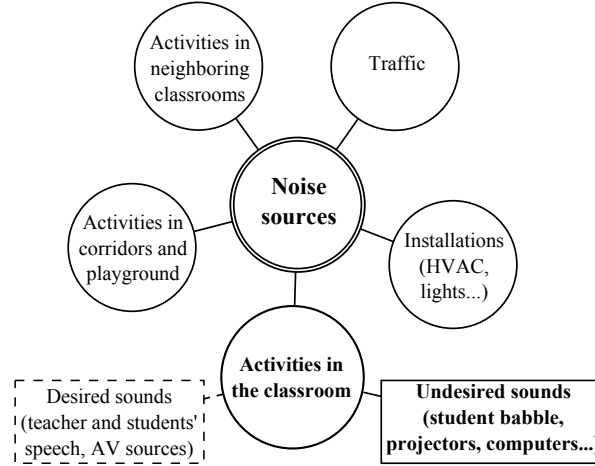 Activities in
neighboring
classrooms
Traffic
Noise
sources
Activities in
corridors and
playground
Installations
(HVAC,
lights...)
Activities in
the classroom
Desired sounds
(teacher and students'
speech, AV sources)
Undesired sounds
(student babble,
projectors, computers...)